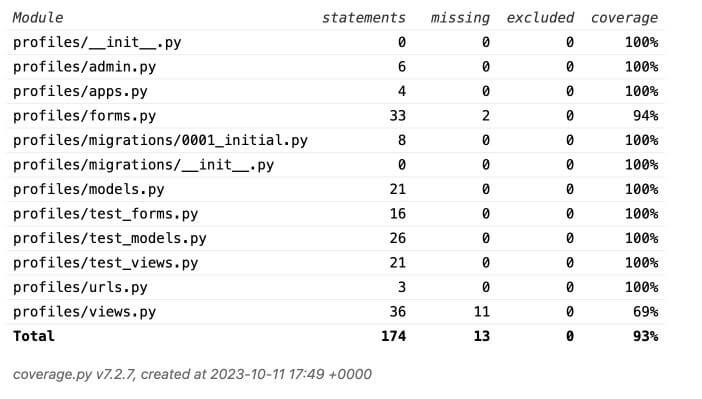 Module statements missing excluded coverage
profiles/__init__.py 0 0 0 100%
profiles/admin.py 6 0 0 100%
profiles/apps.py 4 0 0 100%
profiles/forms.py 33 2 0 94%
profiles/migrations/0001_initial.py 8 0 0 100%
profiles/migrations/__init__.py 0 0 0 100%
profiles/models.py 21 0 0 100%
profiles/test_forms.py 16 0 0 100%
profiles/test_models.py 26 0 0 100%
profiles/test_views.py 21 0 0 100%
profiles/urls.py 3 0 0 100%
profiles/views.py 36 11 0 69%
Total 174 13 0 93%
coverage.py v7.2.7, created at 2023-10-11 17:49 +0000